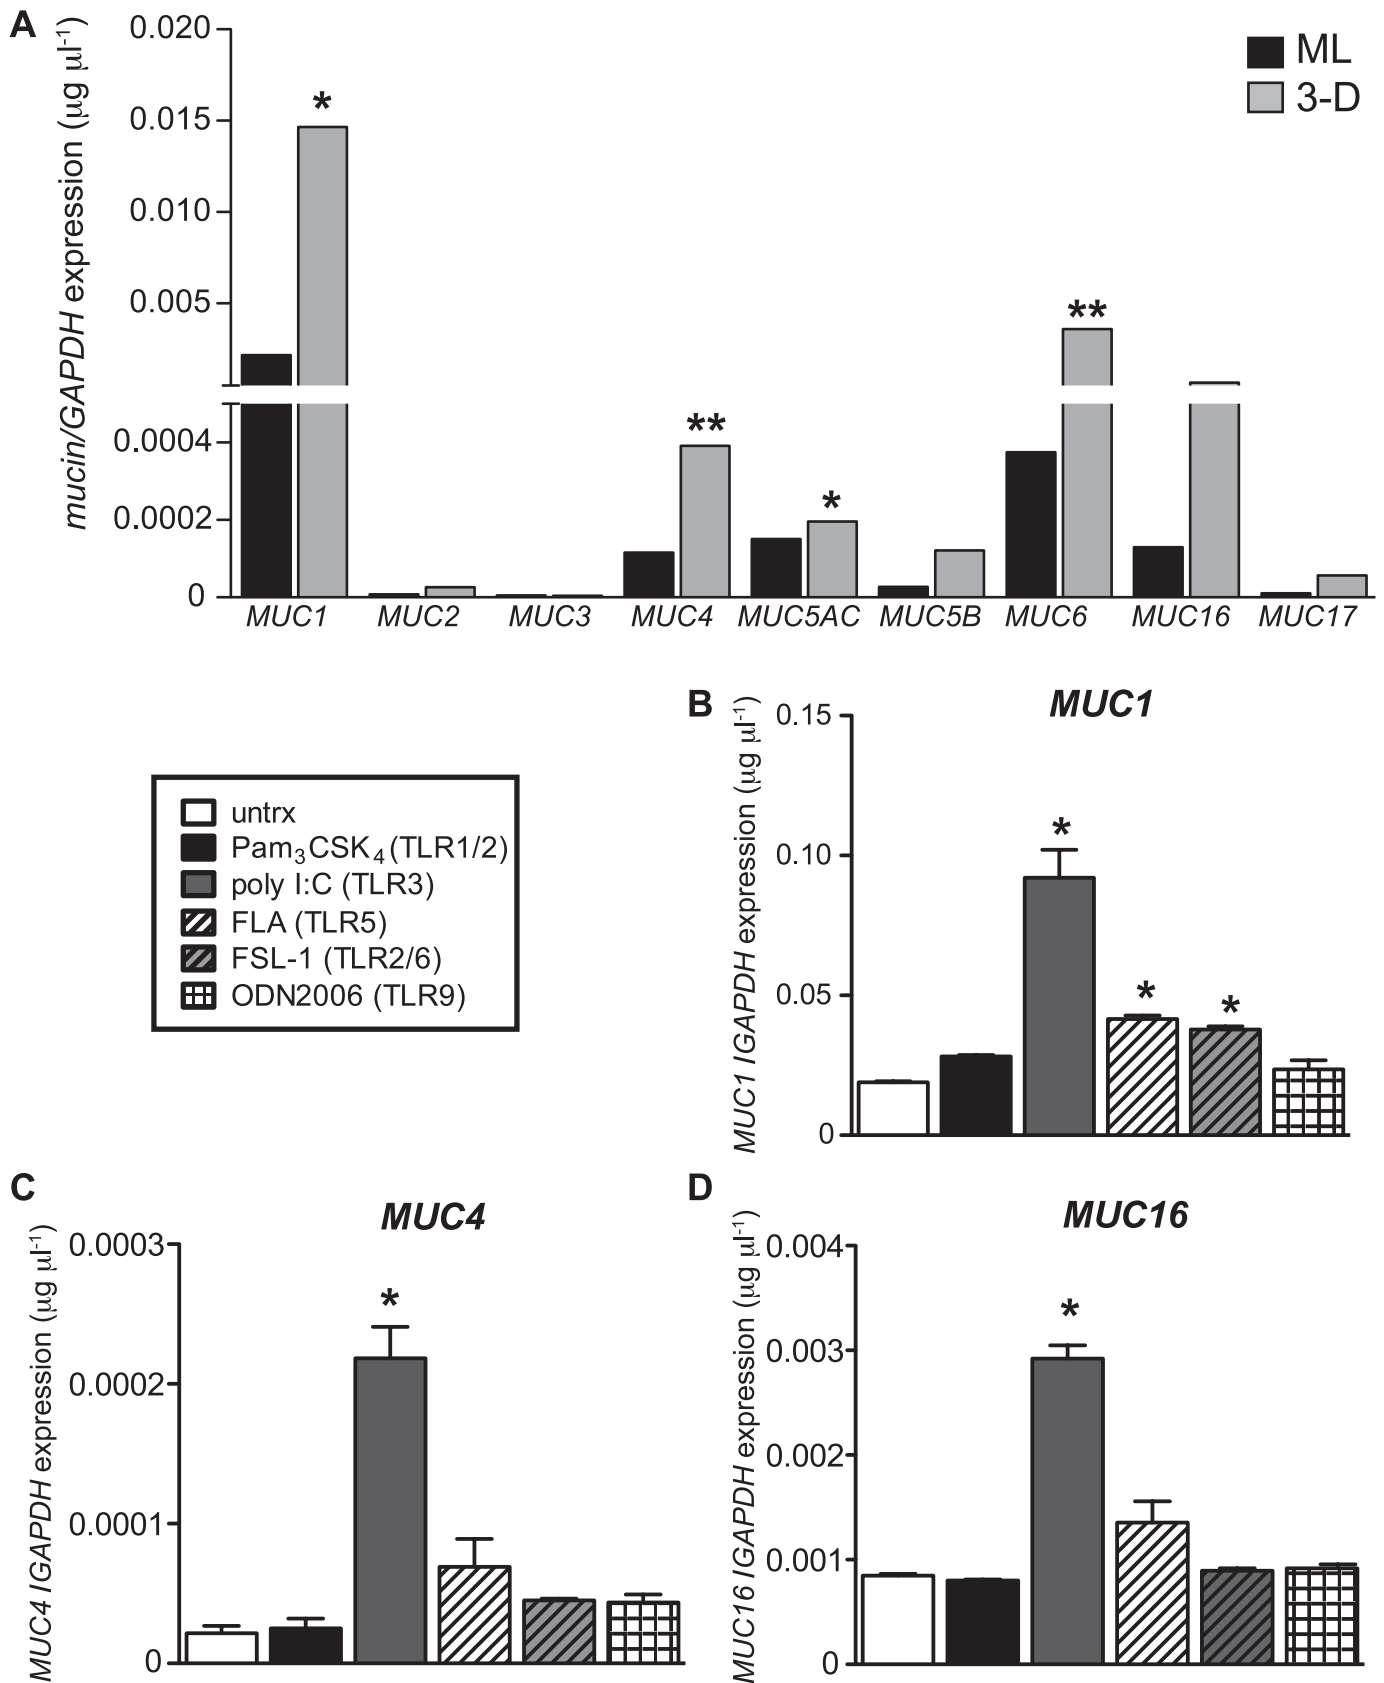 A
mucin/GAPDH expression (µg µl-1)
0.020
0.015
0.010
0.005
0.0004
0.0002
0
ML
3-D
*
**
*
**
MUC1 MUC2 MUC3 MUC4 MUC5AC MUC5B MUC6 MUC16 MUC17
untrx
Pam3CSK4 (TLR1/2)
poly I:C (TLR3)
FLA (TLR5)
FSL-1 (TLR2/6)
ODN2006 (TLR9)
B
MUC1
MUC1 IGAPDH expression (µg µl-1)
0.15
0.10
0.05
0
*
*
*
C
MUC4
MUC4 IGAPDH expression (µg µl-1)
0.0003
0.0002
0.0001
0
*
D
MUC16
MUC16 IGAPDH expression (µg µl-1)
0.004
0.003
0.002
0.001
0
*